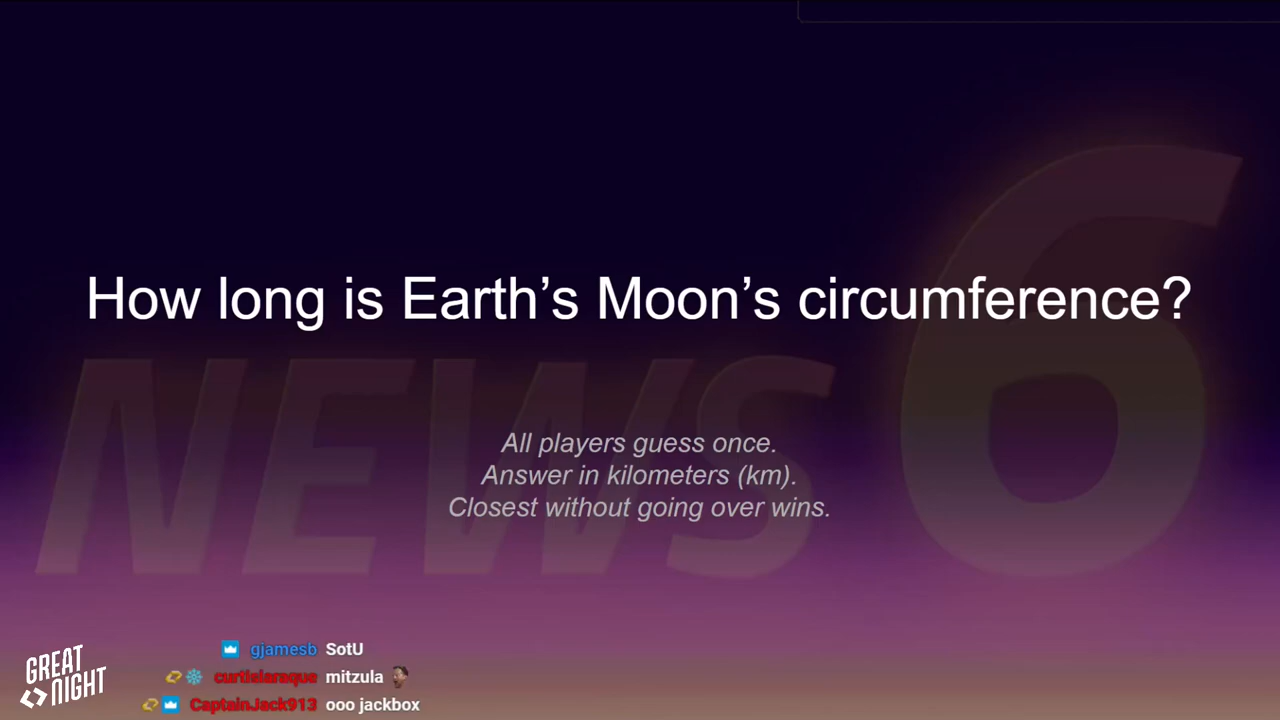 How long is Earth’s Moon’s circumference?
NEWS 6
All players guess once.
Answer in kilometers (km).
Closest without going over wins.
GREAT
NIGHT
gjamesb SotU
curtisiaraque mitzula
CaptainJack913 ooo jackbox